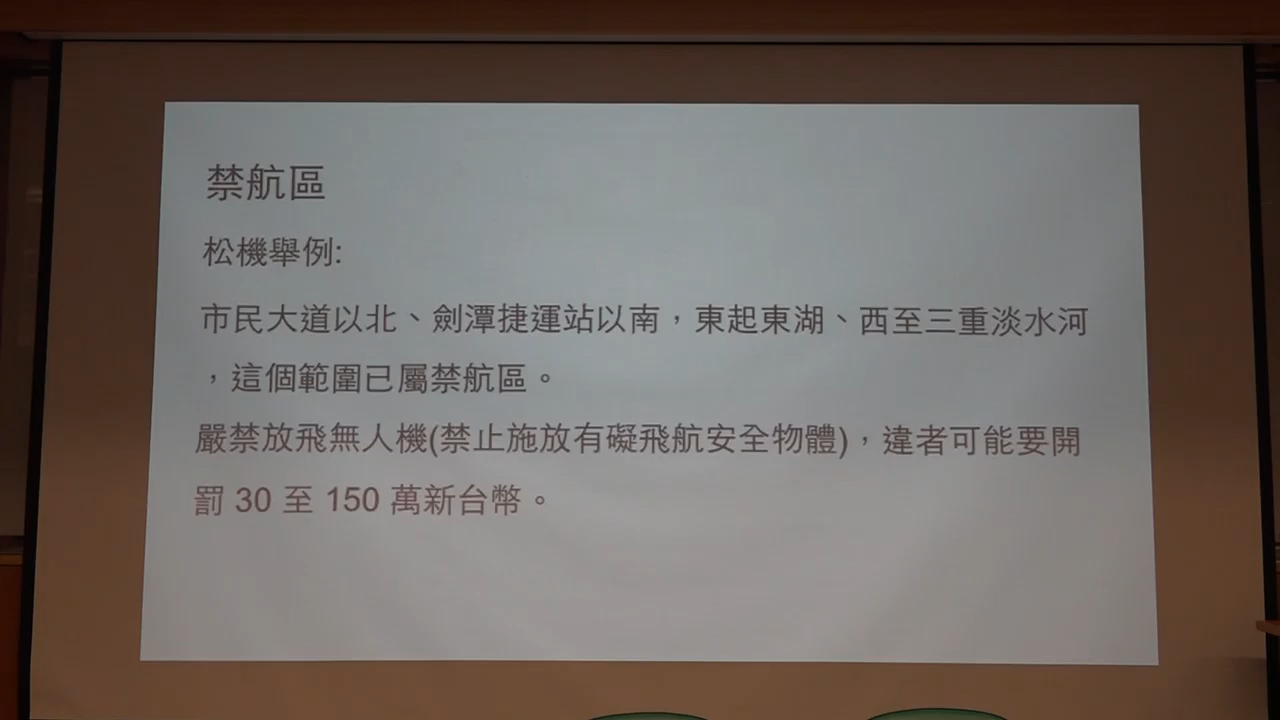 禁航區
松機舉例:
市民大道以北、劍潭捷運站以南，東起東湖、西至三重淡水河
，這個範圍已屬禁航區。
嚴禁放飛無人機(禁止施放有礙飛航安全物體)，違者可能要開
罰 30 至 150 萬新台幣。